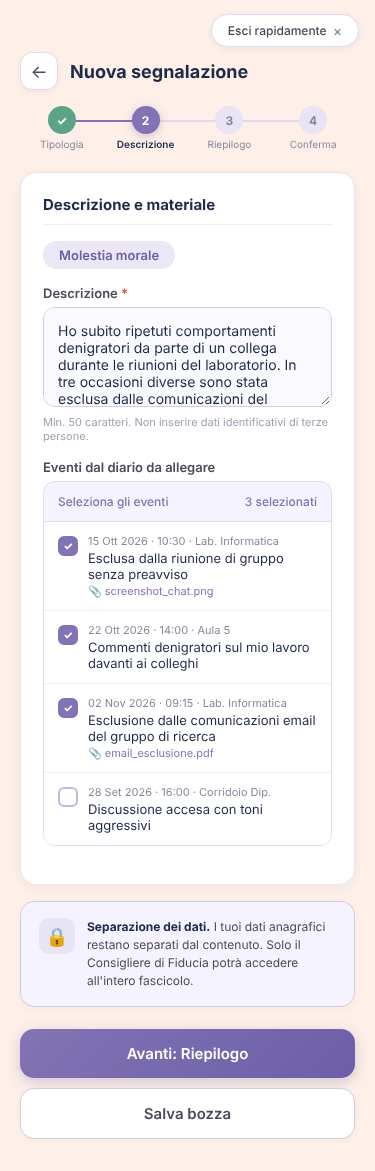 Esci rapidamente ×
← Nuova segnalazione
✓ 2 3 4
Tipologia Descrizione Riepilogo Conferma
Descrizione e materiale
Molestia morale
Descrizione *
Ho subito ripetuti comportamenti
denigratori da parte di un collega
durante le riunioni del laboratorio. In
tre occasioni diverse sono stata
esclusa dalle comunicazioni del
Min. 50 caratteri. Non inserire dati identificativi di terze
persone.
Eventi dal diario da allegare
Seleziona gli eventi 3 selezionati
15 Ott 2026 · 10:30 · Lab. Informatica
Esclusa dalla riunione di gruppo
senza preavviso
📎 screenshot_chat.png
22 Ott 2026 · 14:00 · Aula 5
Commenti denigratori sul mio lavoro
davanti ai colleghi
02 Nov 2026 · 09:15 · Lab. Informatica
Esclusione dalle comunicazioni email
del gruppo di ricerca
📎 email_esclusione.pdf
28 Set 2026 · 16:00 · Corridoio Dip.
Discussione accesa con toni
aggressivi
Separazione dei dati. I tuoi dati anagrafici
restano separati dal contenuto. Solo il
Consigliere di Fiducia potrà accedere
all'intero fascicolo.
Avanti: Riepilogo
Salva bozza